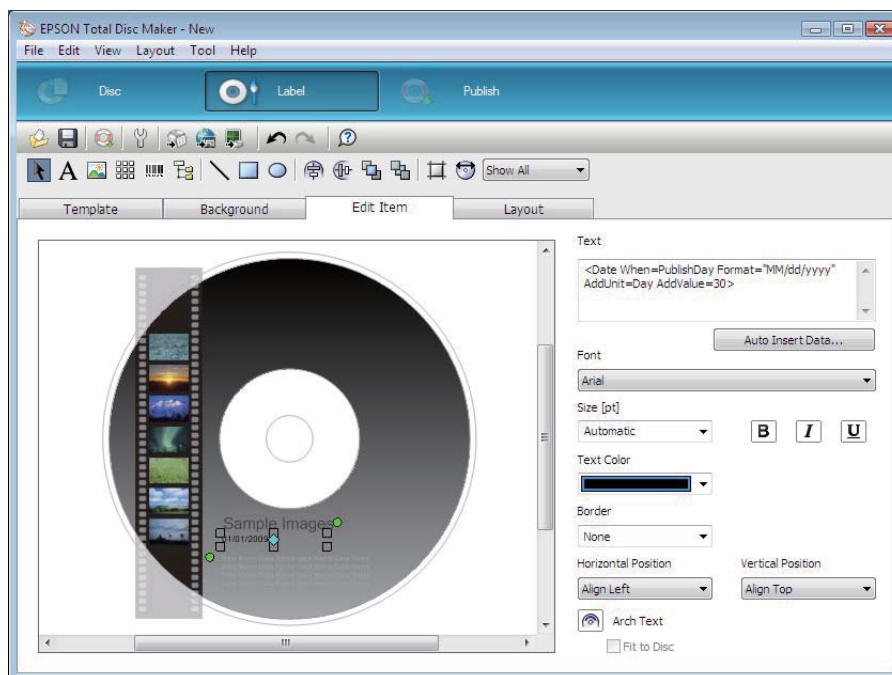 EPSON Total Disc Maker - New
File Edit View Layout Tool Help
Disc Label Publish
A Show All
Template Background Edit Item Layout
Text
<Date When=PublishDay Format="MM/dd/yyyy"
AddUnit=Day AddValue=30>
Auto Insert Data...
Font
Arial
Size [pt]
Automatic B I U
Text Color
Border
None
Horizontal Position Vertical Position
Align Left Align Top
Arch Text
Fit to Disc
Sample Images
01/01/2009